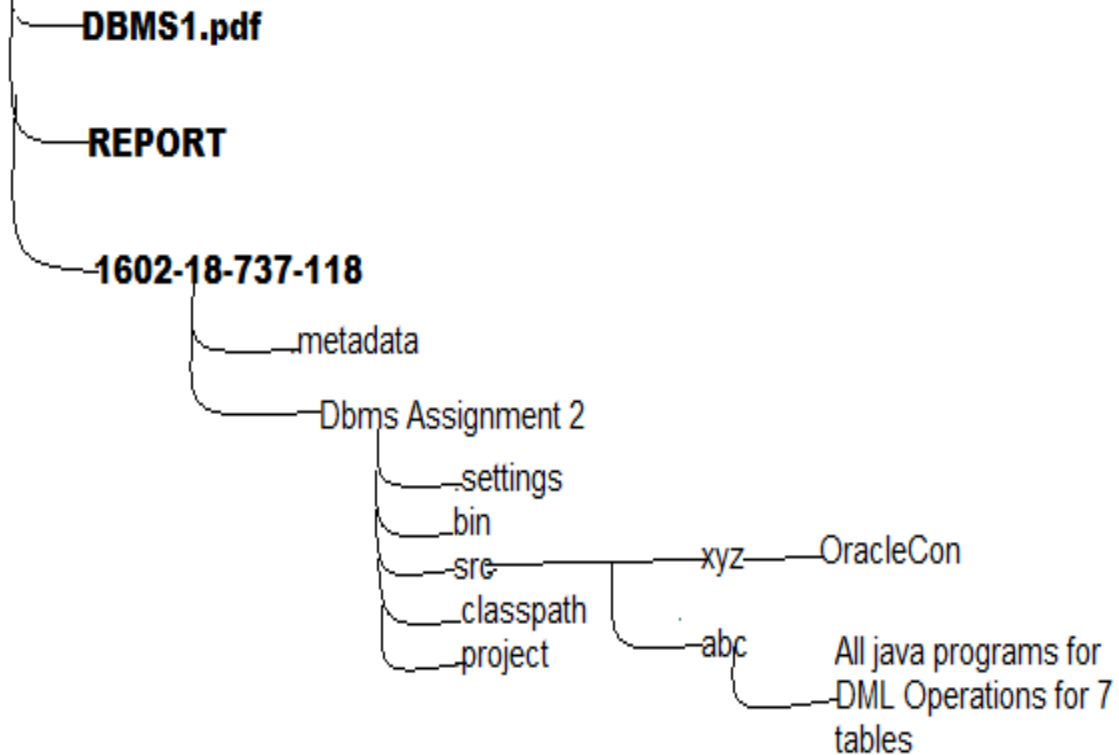 DBMS1.pdf
REPORT
1602-18-737-118
.metadata
Dbms Assignment 2
.settings
bin
src
xyz
OracleCon
.classpath
.project
abc
All java programs for
DML Operations for 7
tables